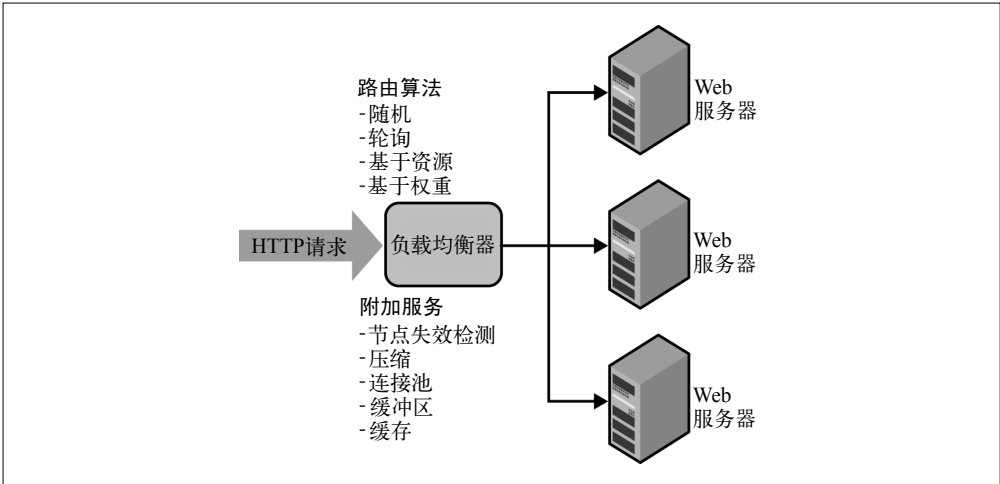 路由算法
-随机
-轮询
-基于资源
-基于权重
HTTP请求
负载均衡器
附加服务
-节点失效检测
-压缩
-连接池
-缓冲区
-缓存
Web
服务器
Web
服务器
Web
服务器